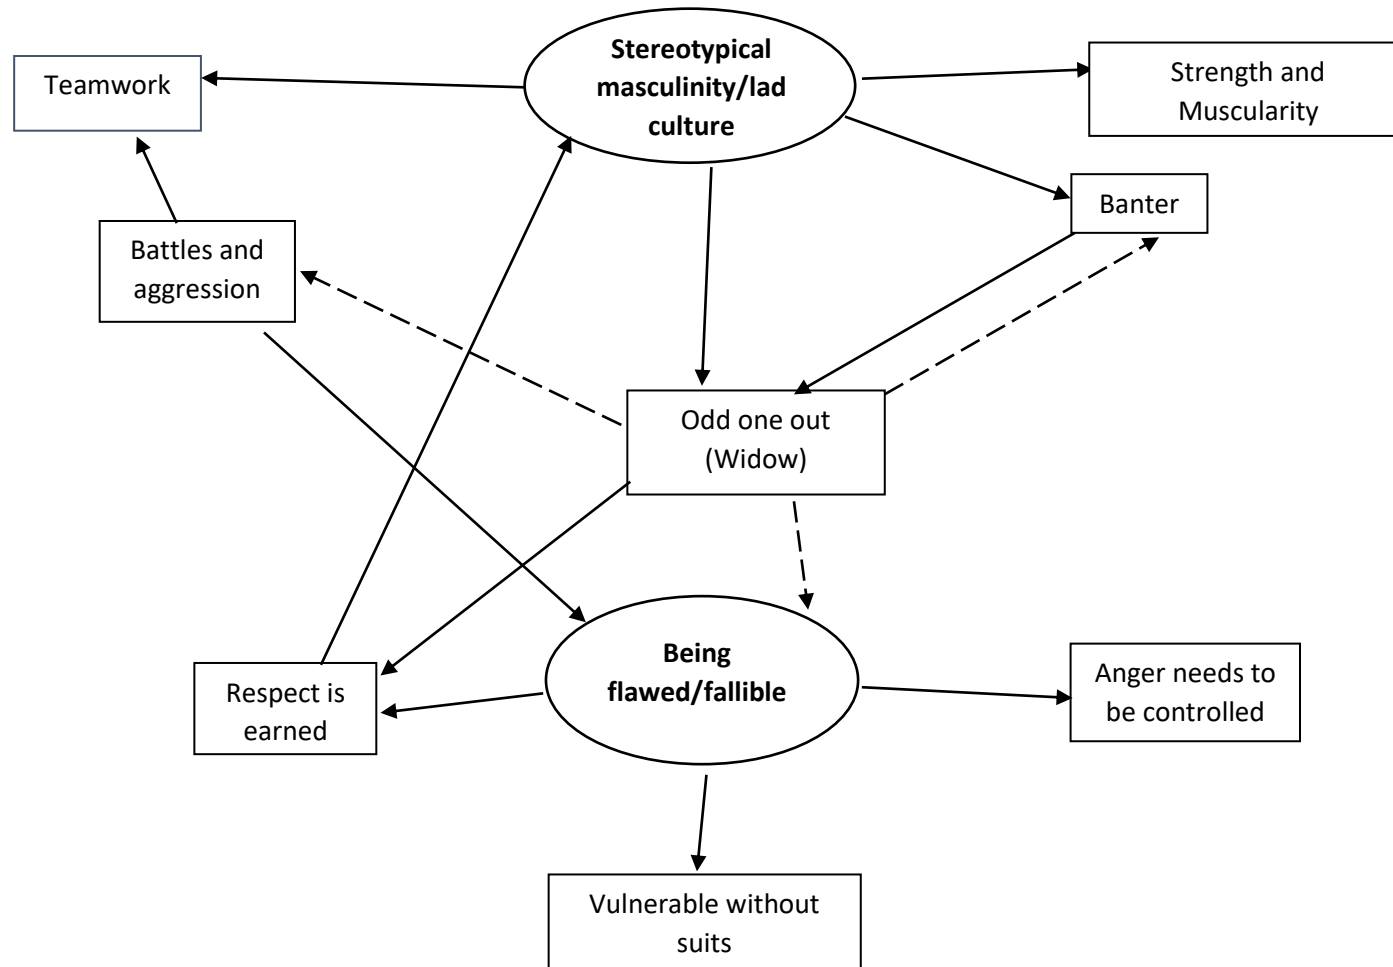 Stereotypical
masculinity/lad
culture
Teamwork
Strength and
Muscularity
Banter
Battles and
aggression
Odd one out
(Widow)
Being
flawed/fallible
Respect is
earned
Anger needs to
be controlled
Vulnerable without
suits